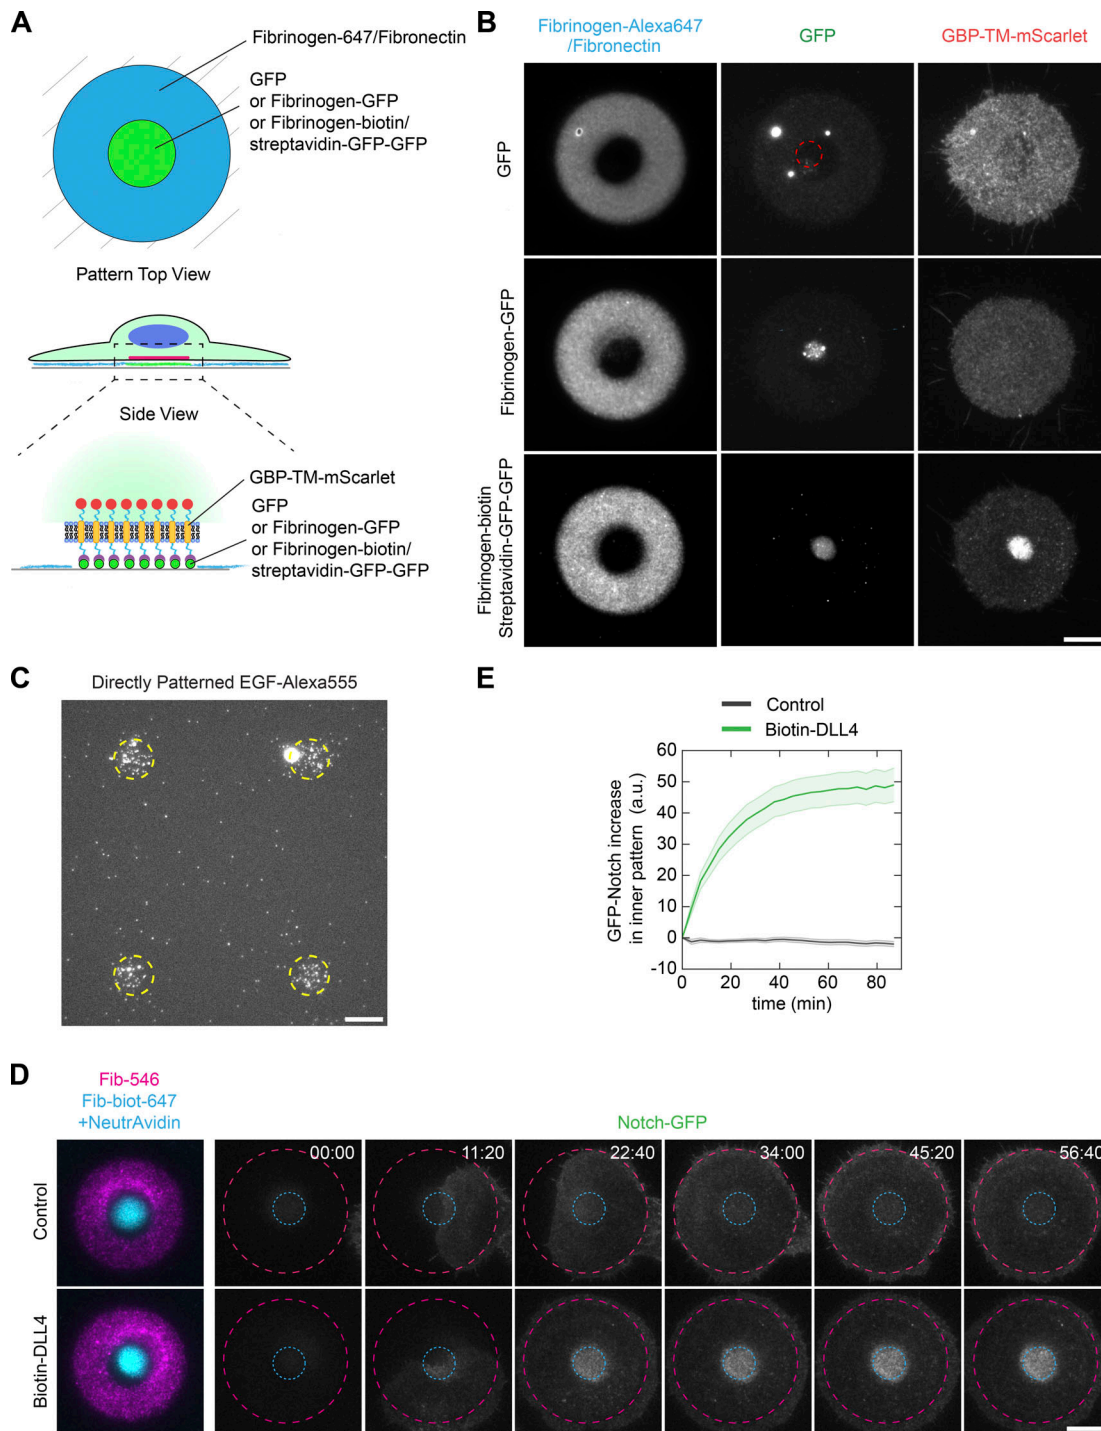 A
Fibrinogen-647/Fibronectin
GFP
or Fibrinogen-GFP
or Fibrinogen-biotin/
streptavidin-GFP-GFP
Pattern Top View
Side View
GBP-TM-mScarlet
GFP
or Fibrinogen-GFP
or Fibrinogen-biotin/
streptavidin-GFP-GFP
B
Fibrinogen-Alexa647
/Fibronectin
GFP
GBP-TM-mScarlet
GFP
Fibrinogen-GFP
Fibrinogen-biotin
Streptavidin-GFP-GFP
C
Directly Patterned EGF-Alexa555
E
Control
Biotin-DLL4
GFP-Notch increase
in inner pattern (a.u.)
60
50
40
30
20
10
0
-10
0 20 40 60 80
time (min)
D
Fib-546
Fib-biot-647
+NeutrAvidin
Notch-GFP
Control
00:00 11:20 22:40 34:00 45:20 56:40
Biotin-DLL4